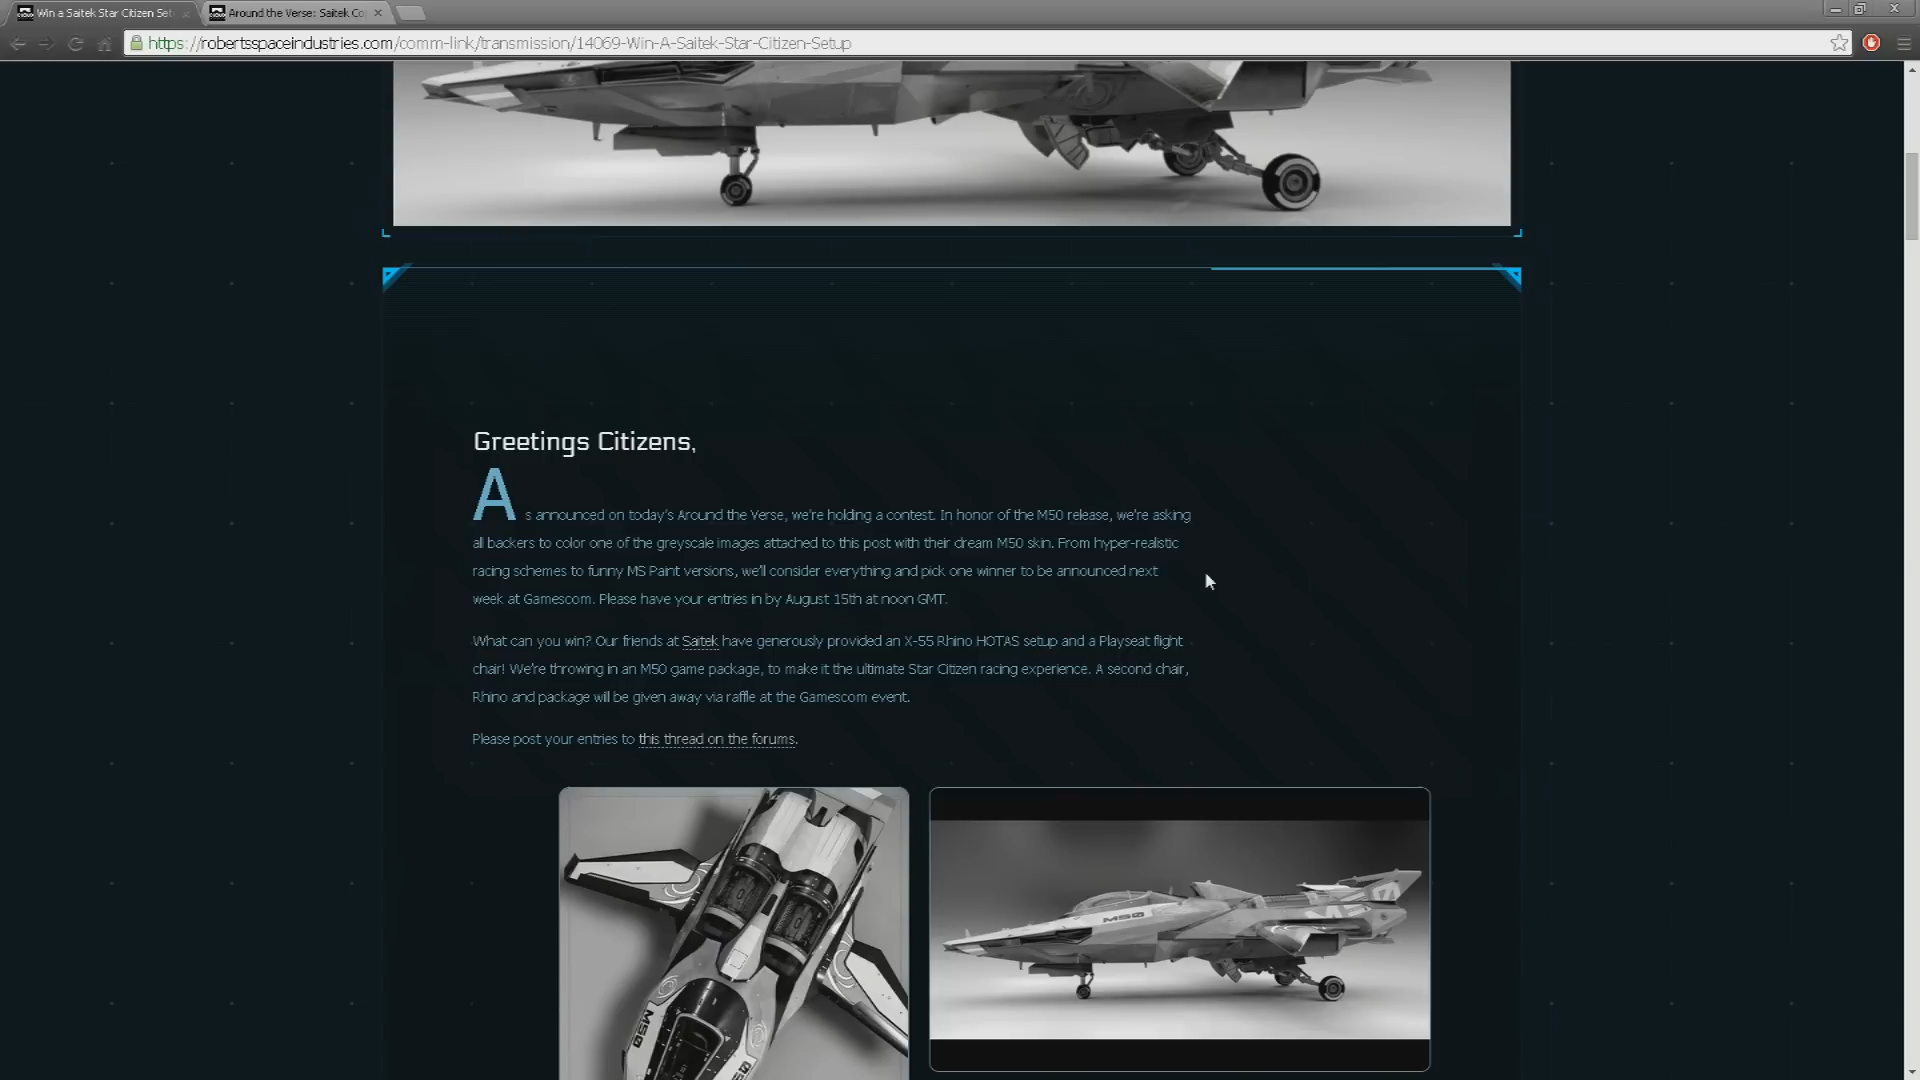 Win a Saitek Star Citizen Set
Around the Verse: Saitek Co
https://robertsspaceindustries.com/comm-link/transmission/14069-Win-A-Saitek-Star-Citizen-Setup
Greetings Citizens,
As announced on today's Around the Verse, we're holding a contest. In honor of the M50 release, we're asking
all backers to color one of the greyscale images attached to this post with their dream M50 skin. From hyper-realistic
racing schemes to funny MS Paint versions, we'll consider everything and pick one winner to be announced next
week at Gamescom. Please have your entries in by August 15th at noon GMT.
What can you win? Our friends at Saitek have generously provided an X-55 Rhino HOTAS setup and a Playseat flight
chair! We're throwing in an M50 game package, to make it the ultimate Star Citizen racing experience. A second chair,
Rhino and package will be given away via raffle at the Gamescom event.
Please post your entries to this thread on the forums.
M50
M50
M50